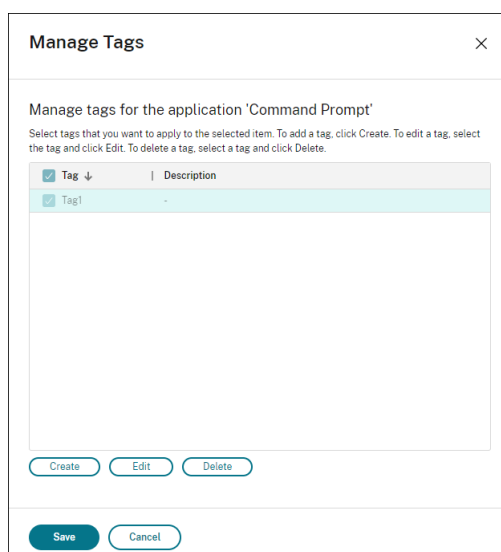 Manage Tags
Manage tags for the application 'Command Prompt'
Select tags that you want to apply to the selected item. To add a tag, click Create. To edit a tag, select
the tag and click Edit. To delete a tag, select a tag and click Delete.
Tag ↓ | Description
Tag1 -
Create Edit Delete
Save Cancel